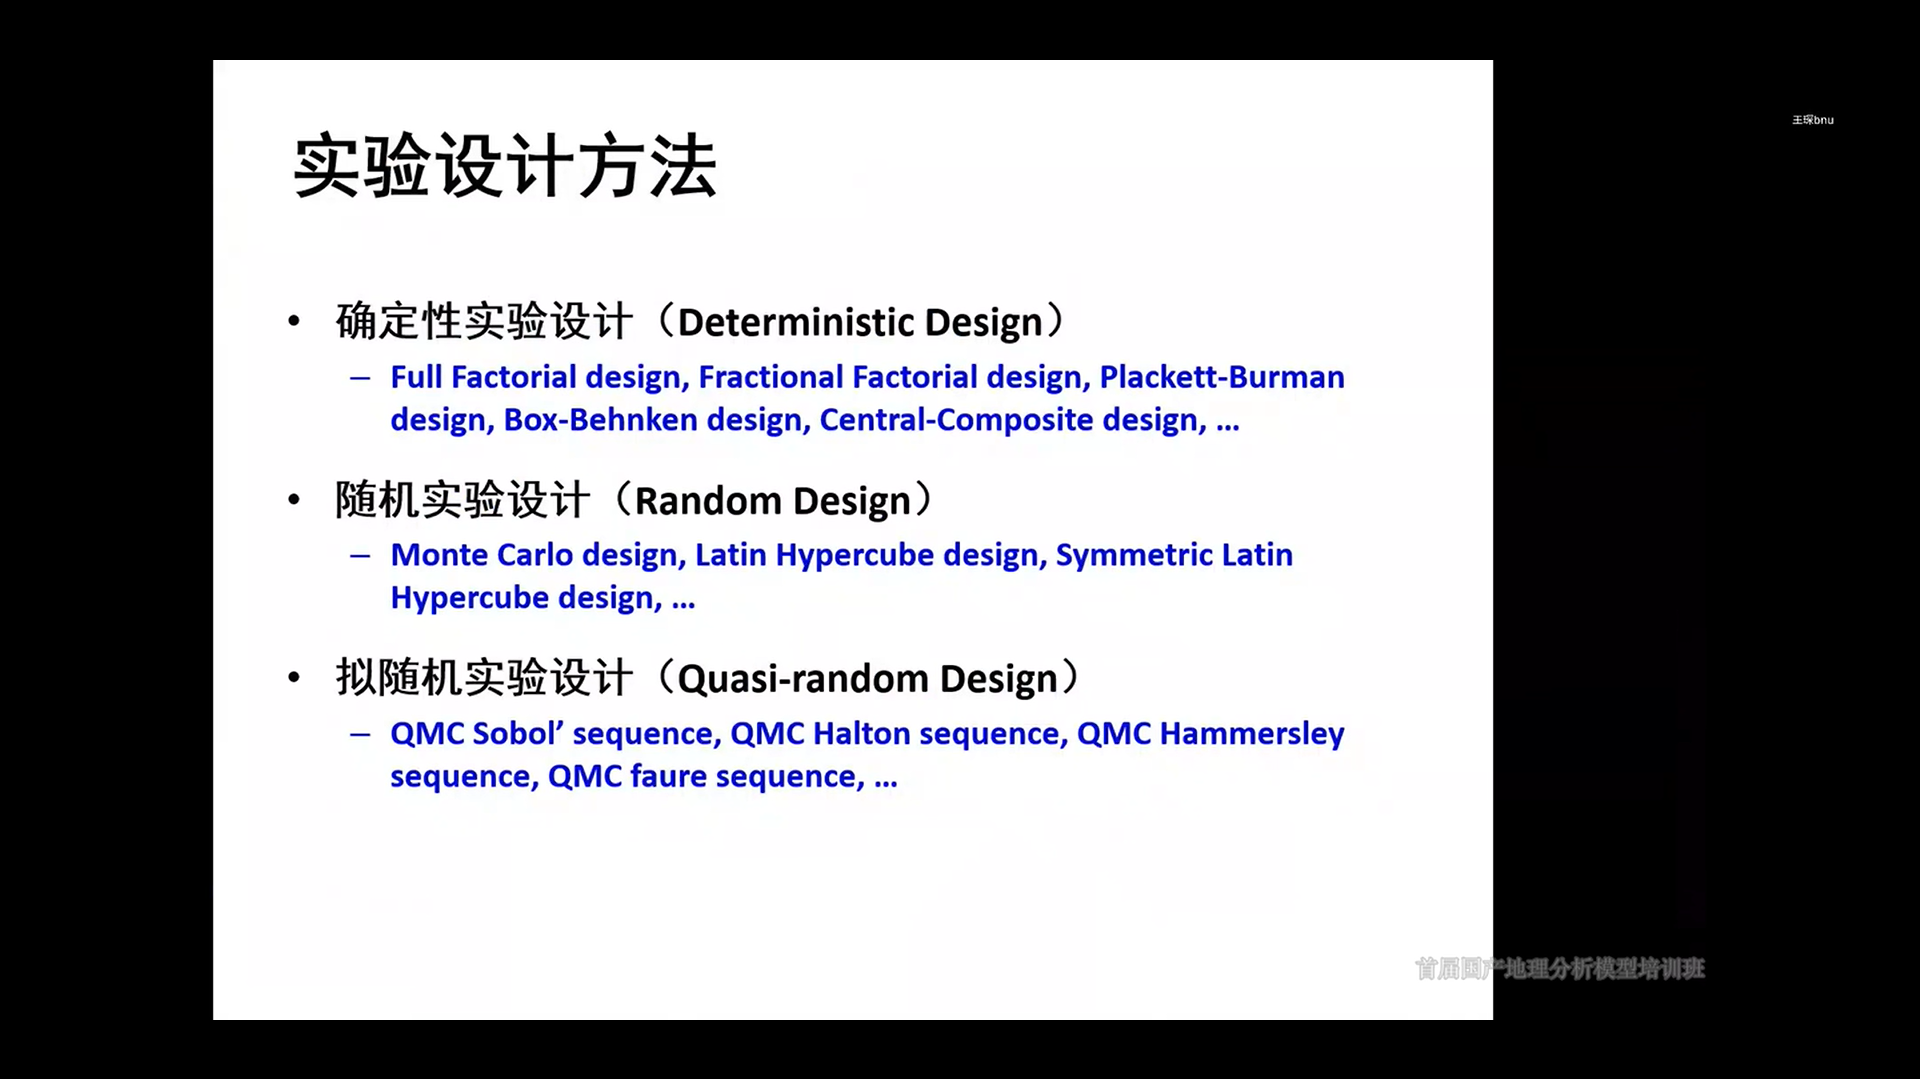 实验设计方法
王琛bnu
• 确定性实验设计（Deterministic Design）
– Full Factorial design, Fractional Factorial design, Plackett-Burman
design, Box-Behnken design, Central-Composite design, ...
• 随机实验设计（Random Design）
– Monte Carlo design, Latin Hypercube design, Symmetric Latin
Hypercube design, ...
• 拟随机实验设计（Quasi-random Design）
– QMC Sobol’ sequence, QMC Halton sequence, QMC Hammersley
sequence, QMC faure sequence, ...
首届国产地理分析模型培训班